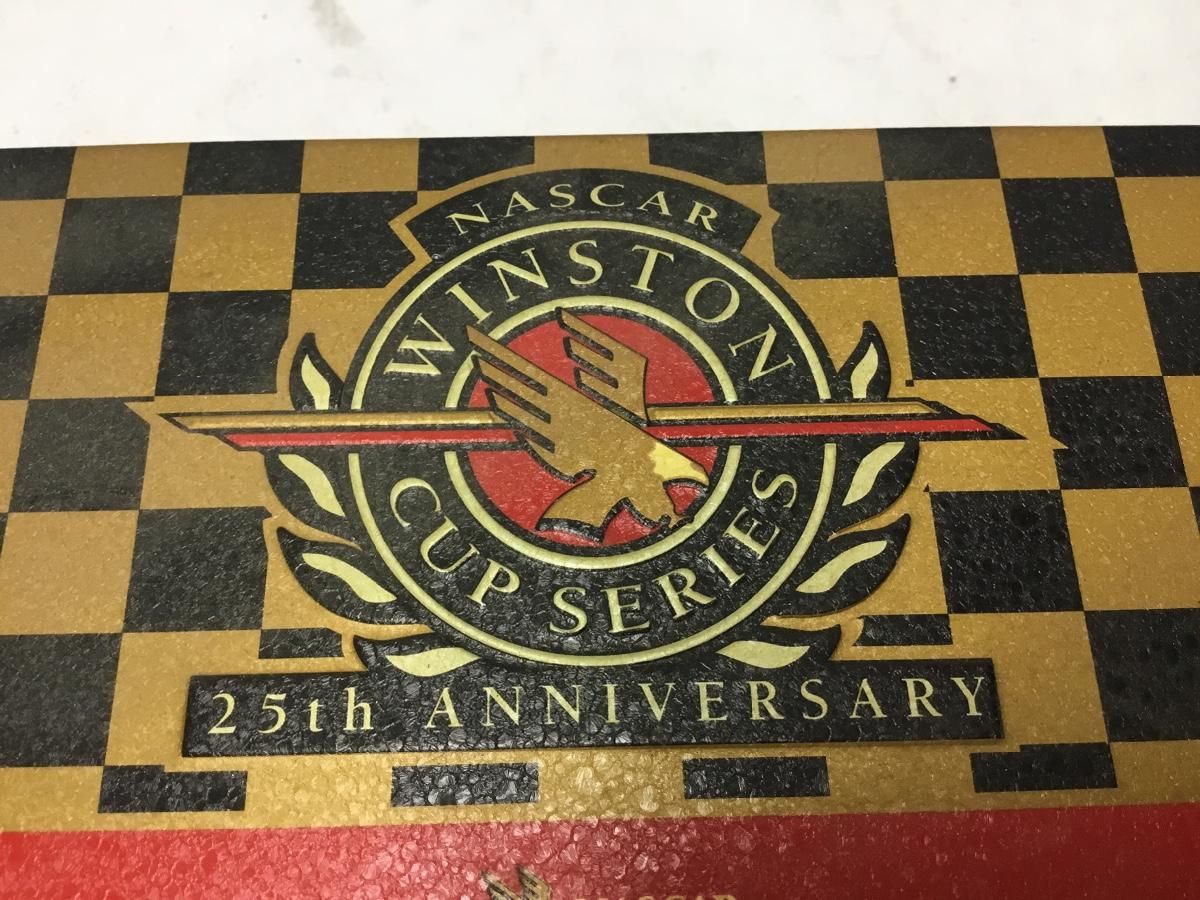 NASCAR
WINSTON
CUP SERIES
25th ANNIVERSARY